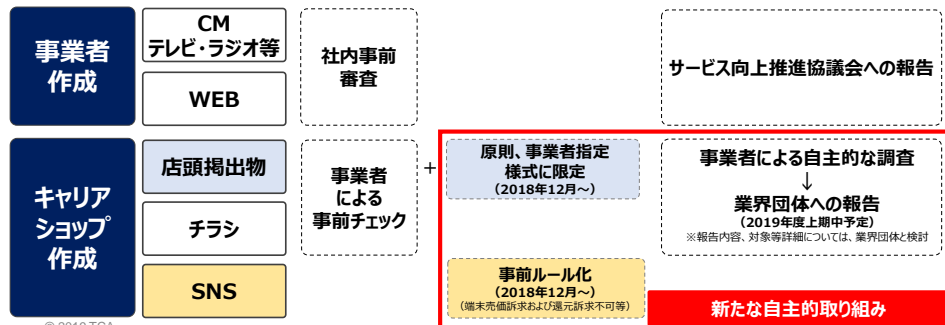 事業者
作成
CM
テレビ・ラジオ等
WEB
社内事前
審査
サービス向上推進協議会への報告
キャリア
ショップ
作成
店頭掲出物
チラシ
SNS
事業者
による
事前チェック
+
原則、事業者指定
様式に限定
(2018年12月～)
事前ルール化
(2018年12月～)
(端末売価訴求および還元訴求不可等)
事業者による自主的な調査
↓
業界団体への報告
(2019年度上期中予定)
※報告内容、対象等詳細については、業界団体と検討
新たな自主的取り組み